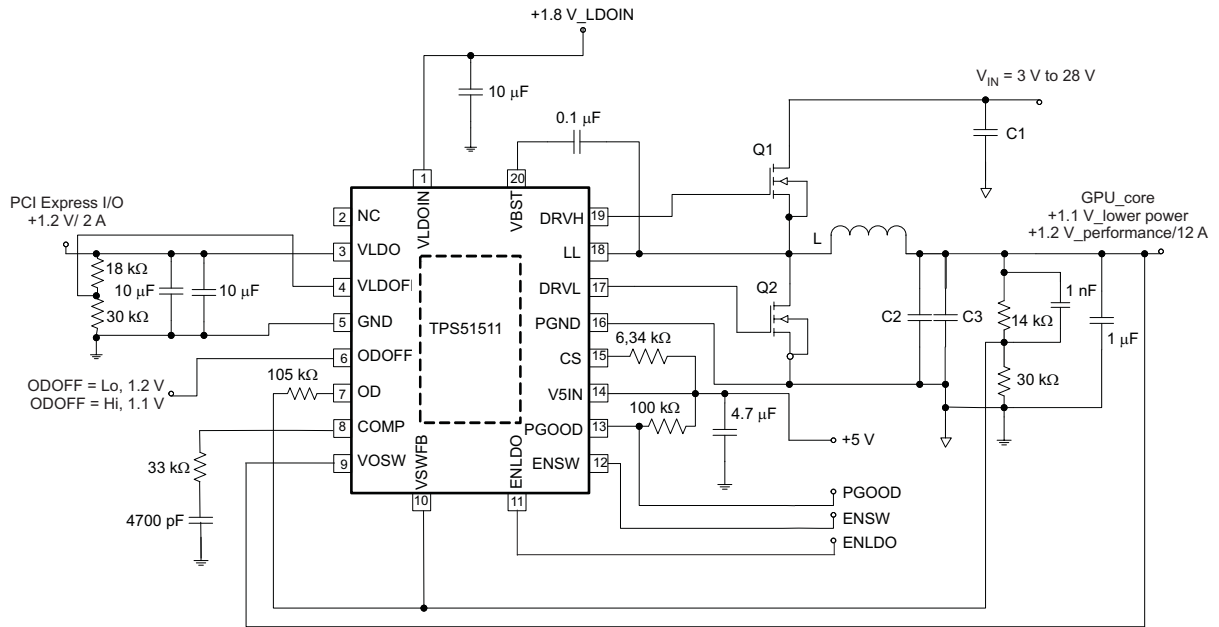 +1.8 V_LDOIN
10 μF
VIN = 3 V to 28 V
C1
0.1 μF
Q1
1
20
VLDOIN
VBST
PCI Express I/O
+1.2 V/ 2 A
GPU_core
+1.1 V_lower power
+1.2 V_performance/12 A
2
NC
DRVH
19
3
VLDO
LL
18
L
18 kΩ
4
VLDOF
DRVL
17
Q2
10 μF
10 μF
30 kΩ
1 nF
5
GND
TPS51511
PGND
16
C2
C3
14 kΩ
1 μF
6
ODOFF
CS
15
6,34 kΩ
ODOFF = Lo, 1.2 V
ODOFF = Hi, 1.1 V
105 kΩ
7
OD
V5IN
14
30 kΩ
100 kΩ
4.7 μF
8
COMP
PGOOD
13
+5 V
33 kΩ
9
VOSW
VSWFB
ENLDO
ENSW
12
10
11
PGOOD
4700 pF
ENSW
ENLDO